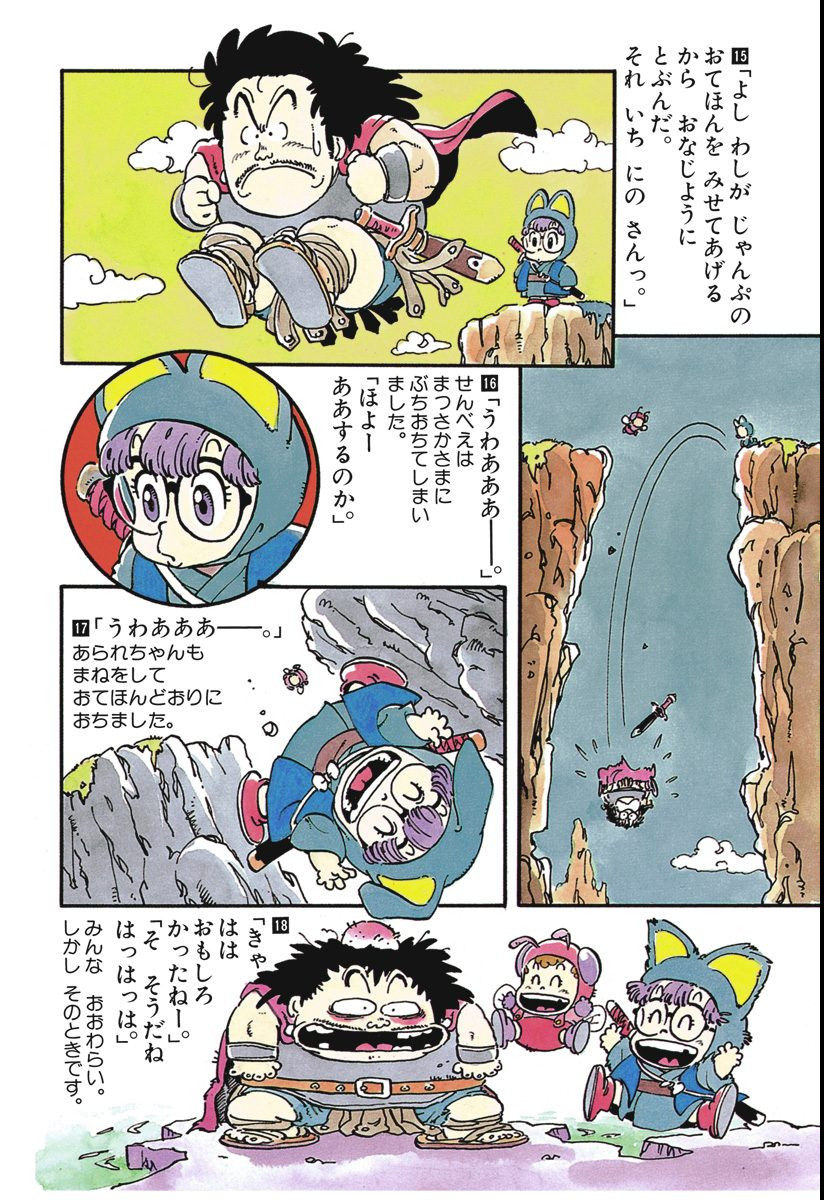 15「よし わしが じゃんぷの
おてほんを みせてあげる
から おなじように
とぶんだ。
それ いち にの さんっ。」
16「うわあああ——。」
せんべえは
まっさかさまに
ぶちおちてしまい
ました。
「ほよー
ああするのか。」
17「うわあああ——。」
あられちゃんも
まねをして
おてほんどおりに
おちました。
18「きゃ
はは
おもしろ
かったねー。」
「そ そうだね
はっはっは。」
みんな おおわらい。
しかし そのときです。